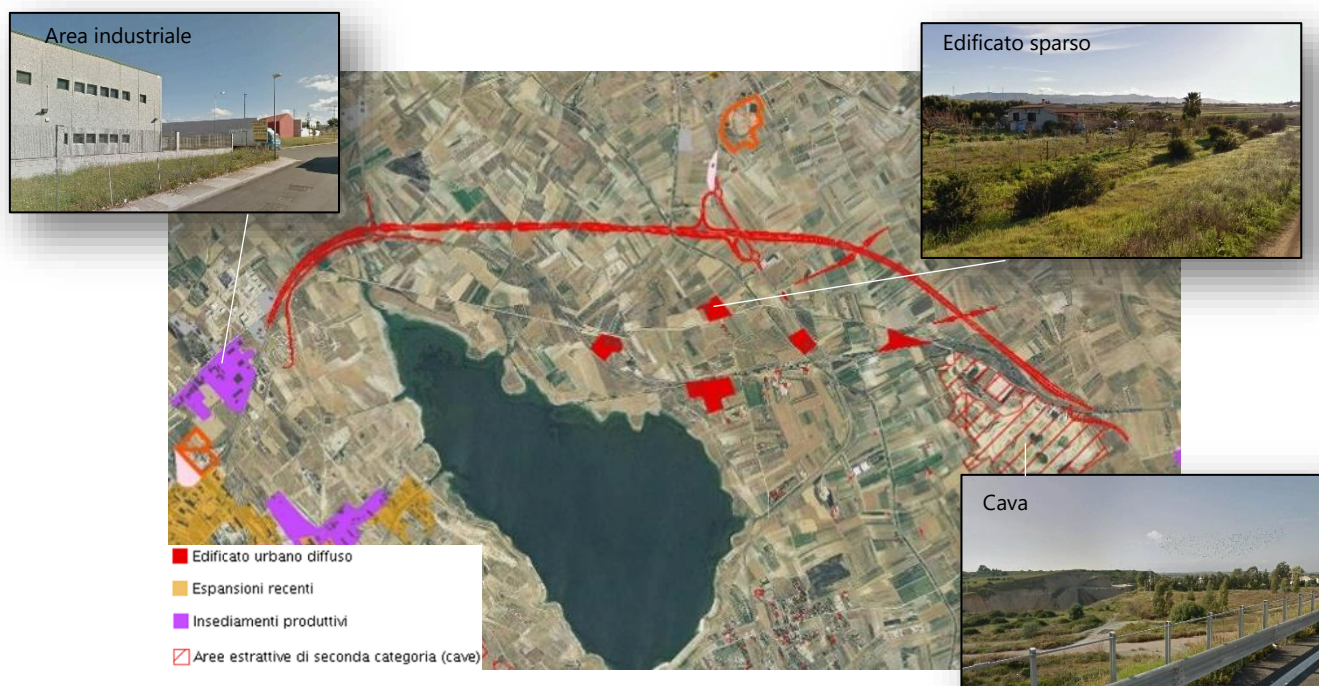 Area industriale
Edificato sparso
Cava
Edificato urbano diffuso
Espansioni recenti
Insediamenti produttivi
Aree estrattive di seconda categoria (cave)